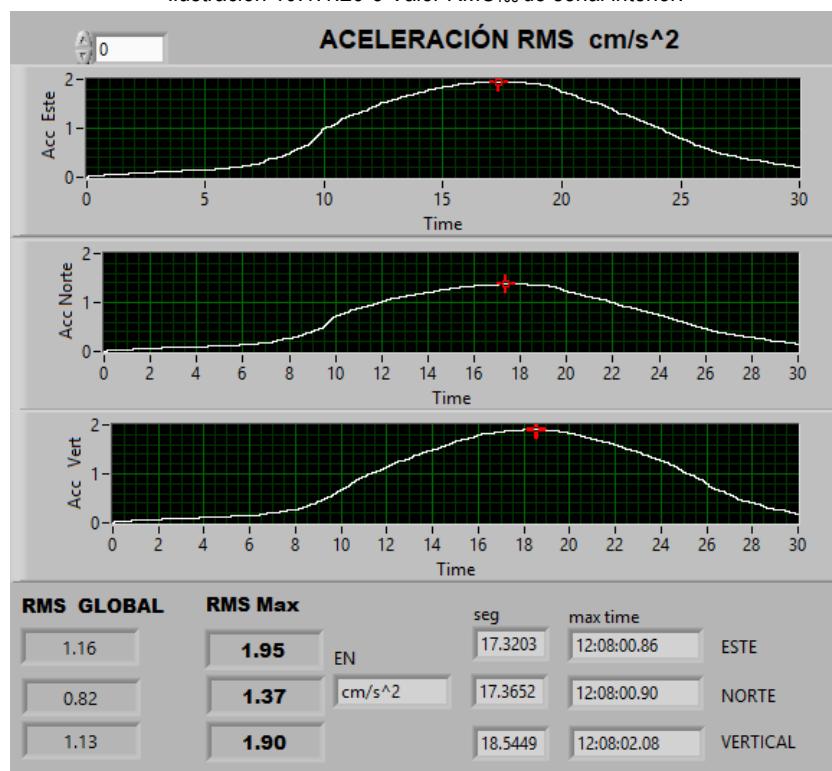 0
ACELERACIÓN RMS cm/s^2
Acc Este
2
1
0
0 5 10 15 20 25 30
Time
Acc Norte
2
1
0
0 2 4 6 8 10 12 14 16 18 20 22 24 26 28 30
Time
Acc Vert
2
1
0
0 2 4 6 8 10 12 14 16 18 20 22 24 26 28 30
Time
RMS GLOBAL RMS Max seg max time
1.16 1.95 EN 17.3203 12:08:00.86 ESTE
0.82 1.37 cm/s^2 17.3652 12:08:00.90 NORTE
1.13 1.90 18.5449 12:08:02.08 VERTICAL